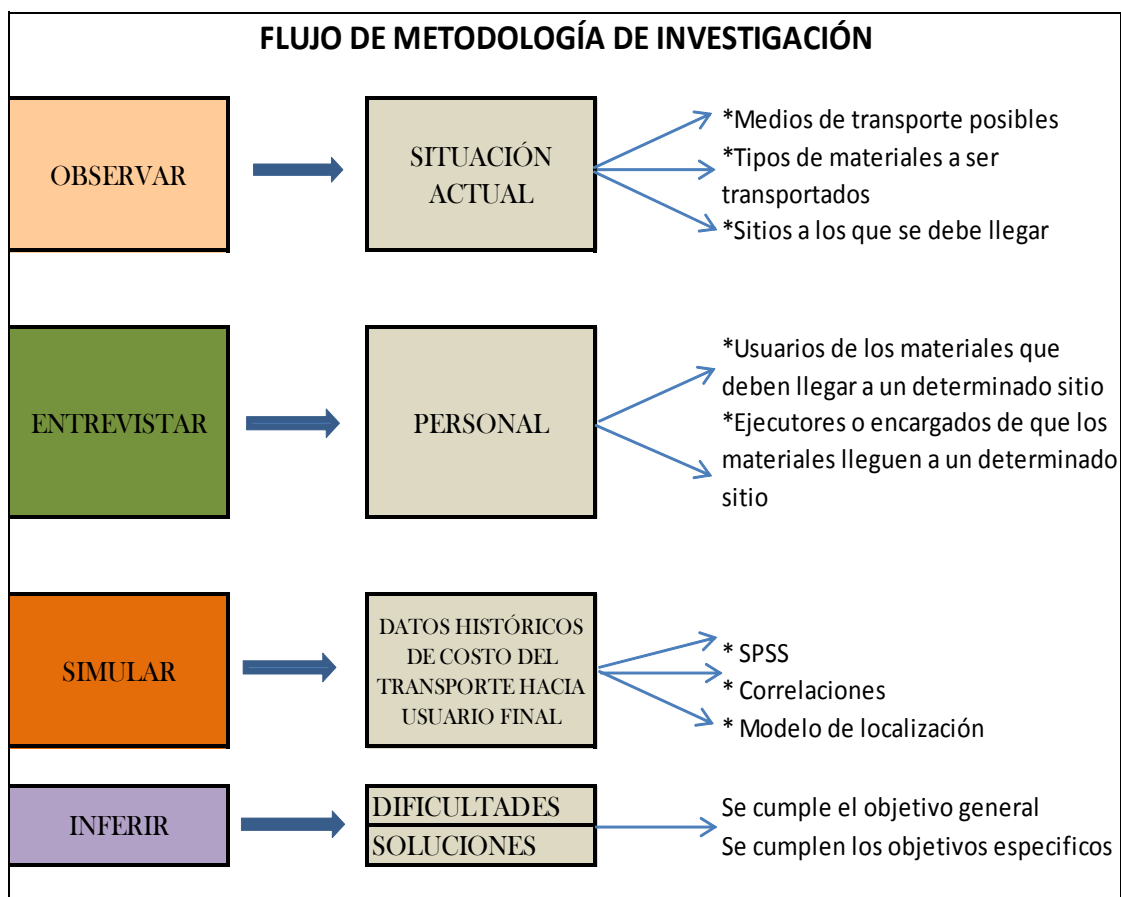 FLUJO DE METODOLOGÍA DE INVESTIGACIÓN
OBSERVAR
SITUACIÓN
ACTUAL
*Medios de transporte posibles
*Tipos de materiales a ser
transportados
*Sitios a los que se debe llegar
ENTREVISTAR
PERSONAL
*Usuarios de los materiales que
deben llegar a un determinado sitio
*Ejecutores o encargados de que los
materiales lleguen a un determinado
sitio
SIMULAR
DATOS HISTÓRICOS
DE COSTO DEL
TRANSPORTE HACIA
USUARIO FINAL
* SPSS
* Correlaciones
* Modelo de localización
INFERIR
DIFICULTADES
SOLUCIONES
Se cumple el objetivo general
Se cumplen los objetivos especificos